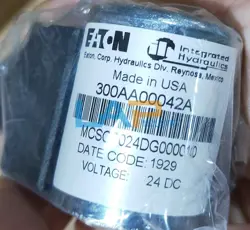 EATON
Integrated
Hydraulics
Eaton, Corp. Hydraulics Div. Reynosa, Mexico
Made in USA
300AA00042A
DATE CODE: 1929
VOLTAGE: 24 DC